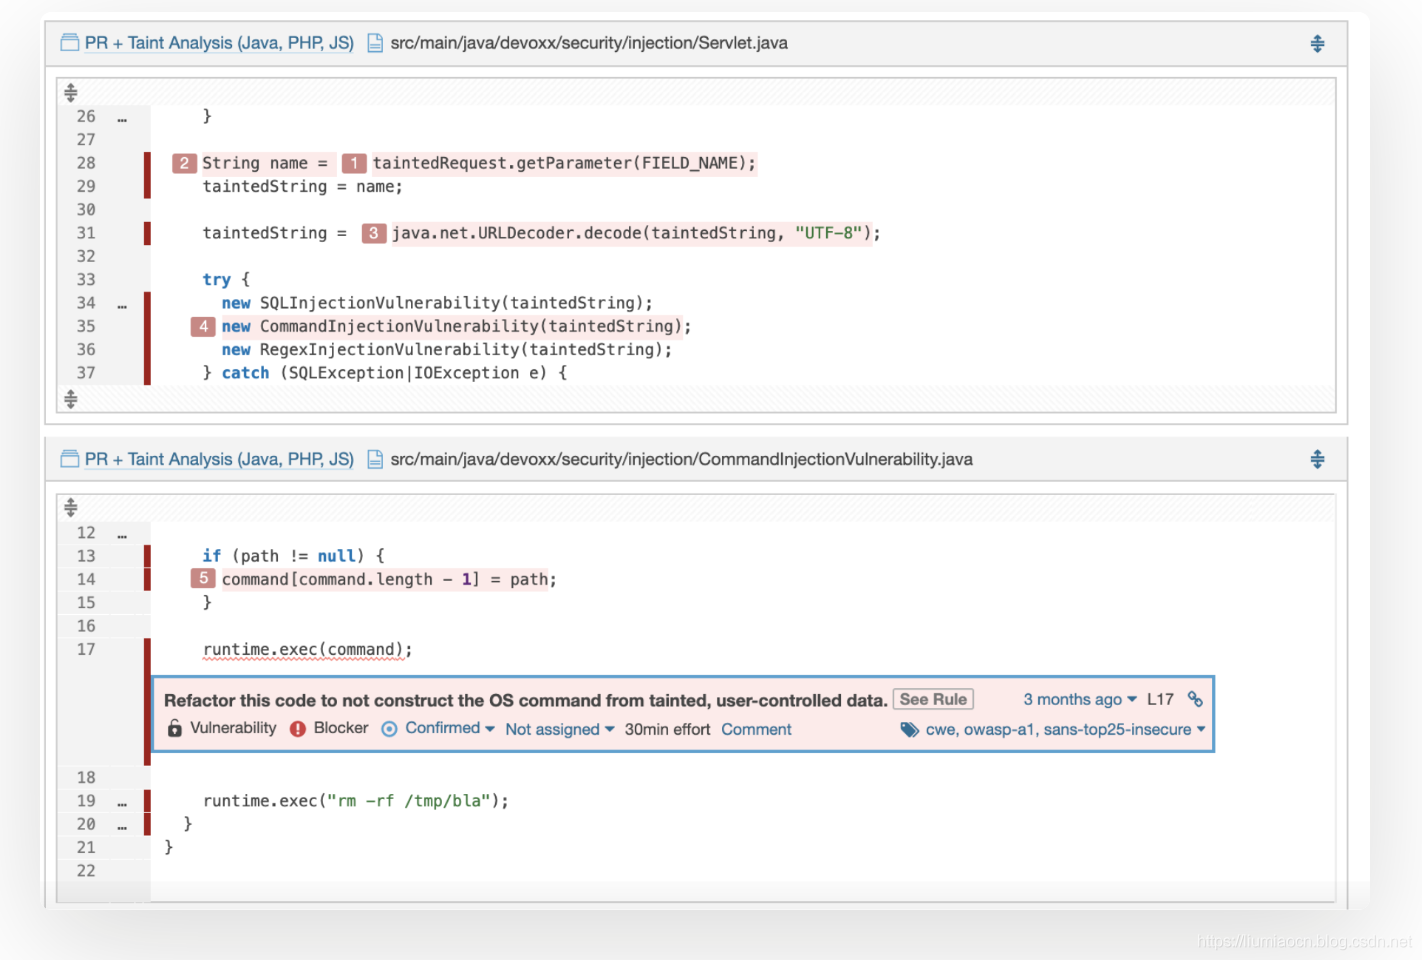 PR + Taint Analysis (Java, PHP, JS) src/main/java/devoxx/security/injection/Servlet.java
26 … }
27
28 2 String name = 1 taintedRequest.getParameter(FIELD_NAME);
29 taintedString = name;
30
31 taintedString = 3 java.net.URLDecoder.decode(taintedString, "UTF-8");
32
33 try {
34 … new SQLInjectionVulnerability(taintedString);
35 4 new CommandInjectionVulnerability(taintedString);
36 new RegexInjectionVulnerability(taintedString);
37 } catch (SQLException|IOException e) {
PR + Taint Analysis (Java, PHP, JS) src/main/java/devoxx/security/injection/CommandInjectionVulnerability.java
12 …
13 if (path != null) {
14 5 command[command.length - 1] = path;
15 }
16
17 runtime.exec(command);
Refactor this code to not construct the OS command from tainted, user-controlled data. See Rule 3 months ago L17
Vulnerability Blocker Confirmed Not assigned 30min effort Comment cwe, owasp-a1, sans-top25-insecure
18
19 … runtime.exec("rm -rf /tmp/bla");
20 … }
21 }
22
https://liumiaocn.blog.csdn.net